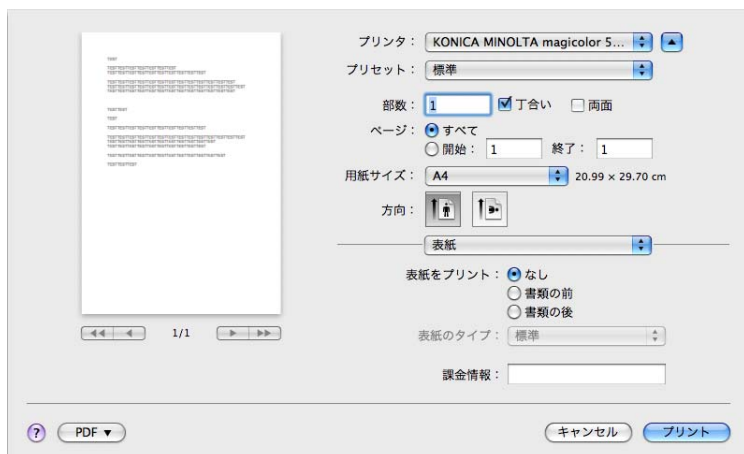 プリンタ： KONICA MINOLTA magicolor 5...
プリセット： 標準
部数： 1 丁合い 両面
ページ： すべて
開始： 1 終了： 1
用紙サイズ： A4 20.99 × 29.70 cm
方向：
表紙
表紙をプリント： なし
書類の前
書類の後
表紙のタイプ： 標準
課金情報：
1/1
? PDF ▼ キャンセル プリント